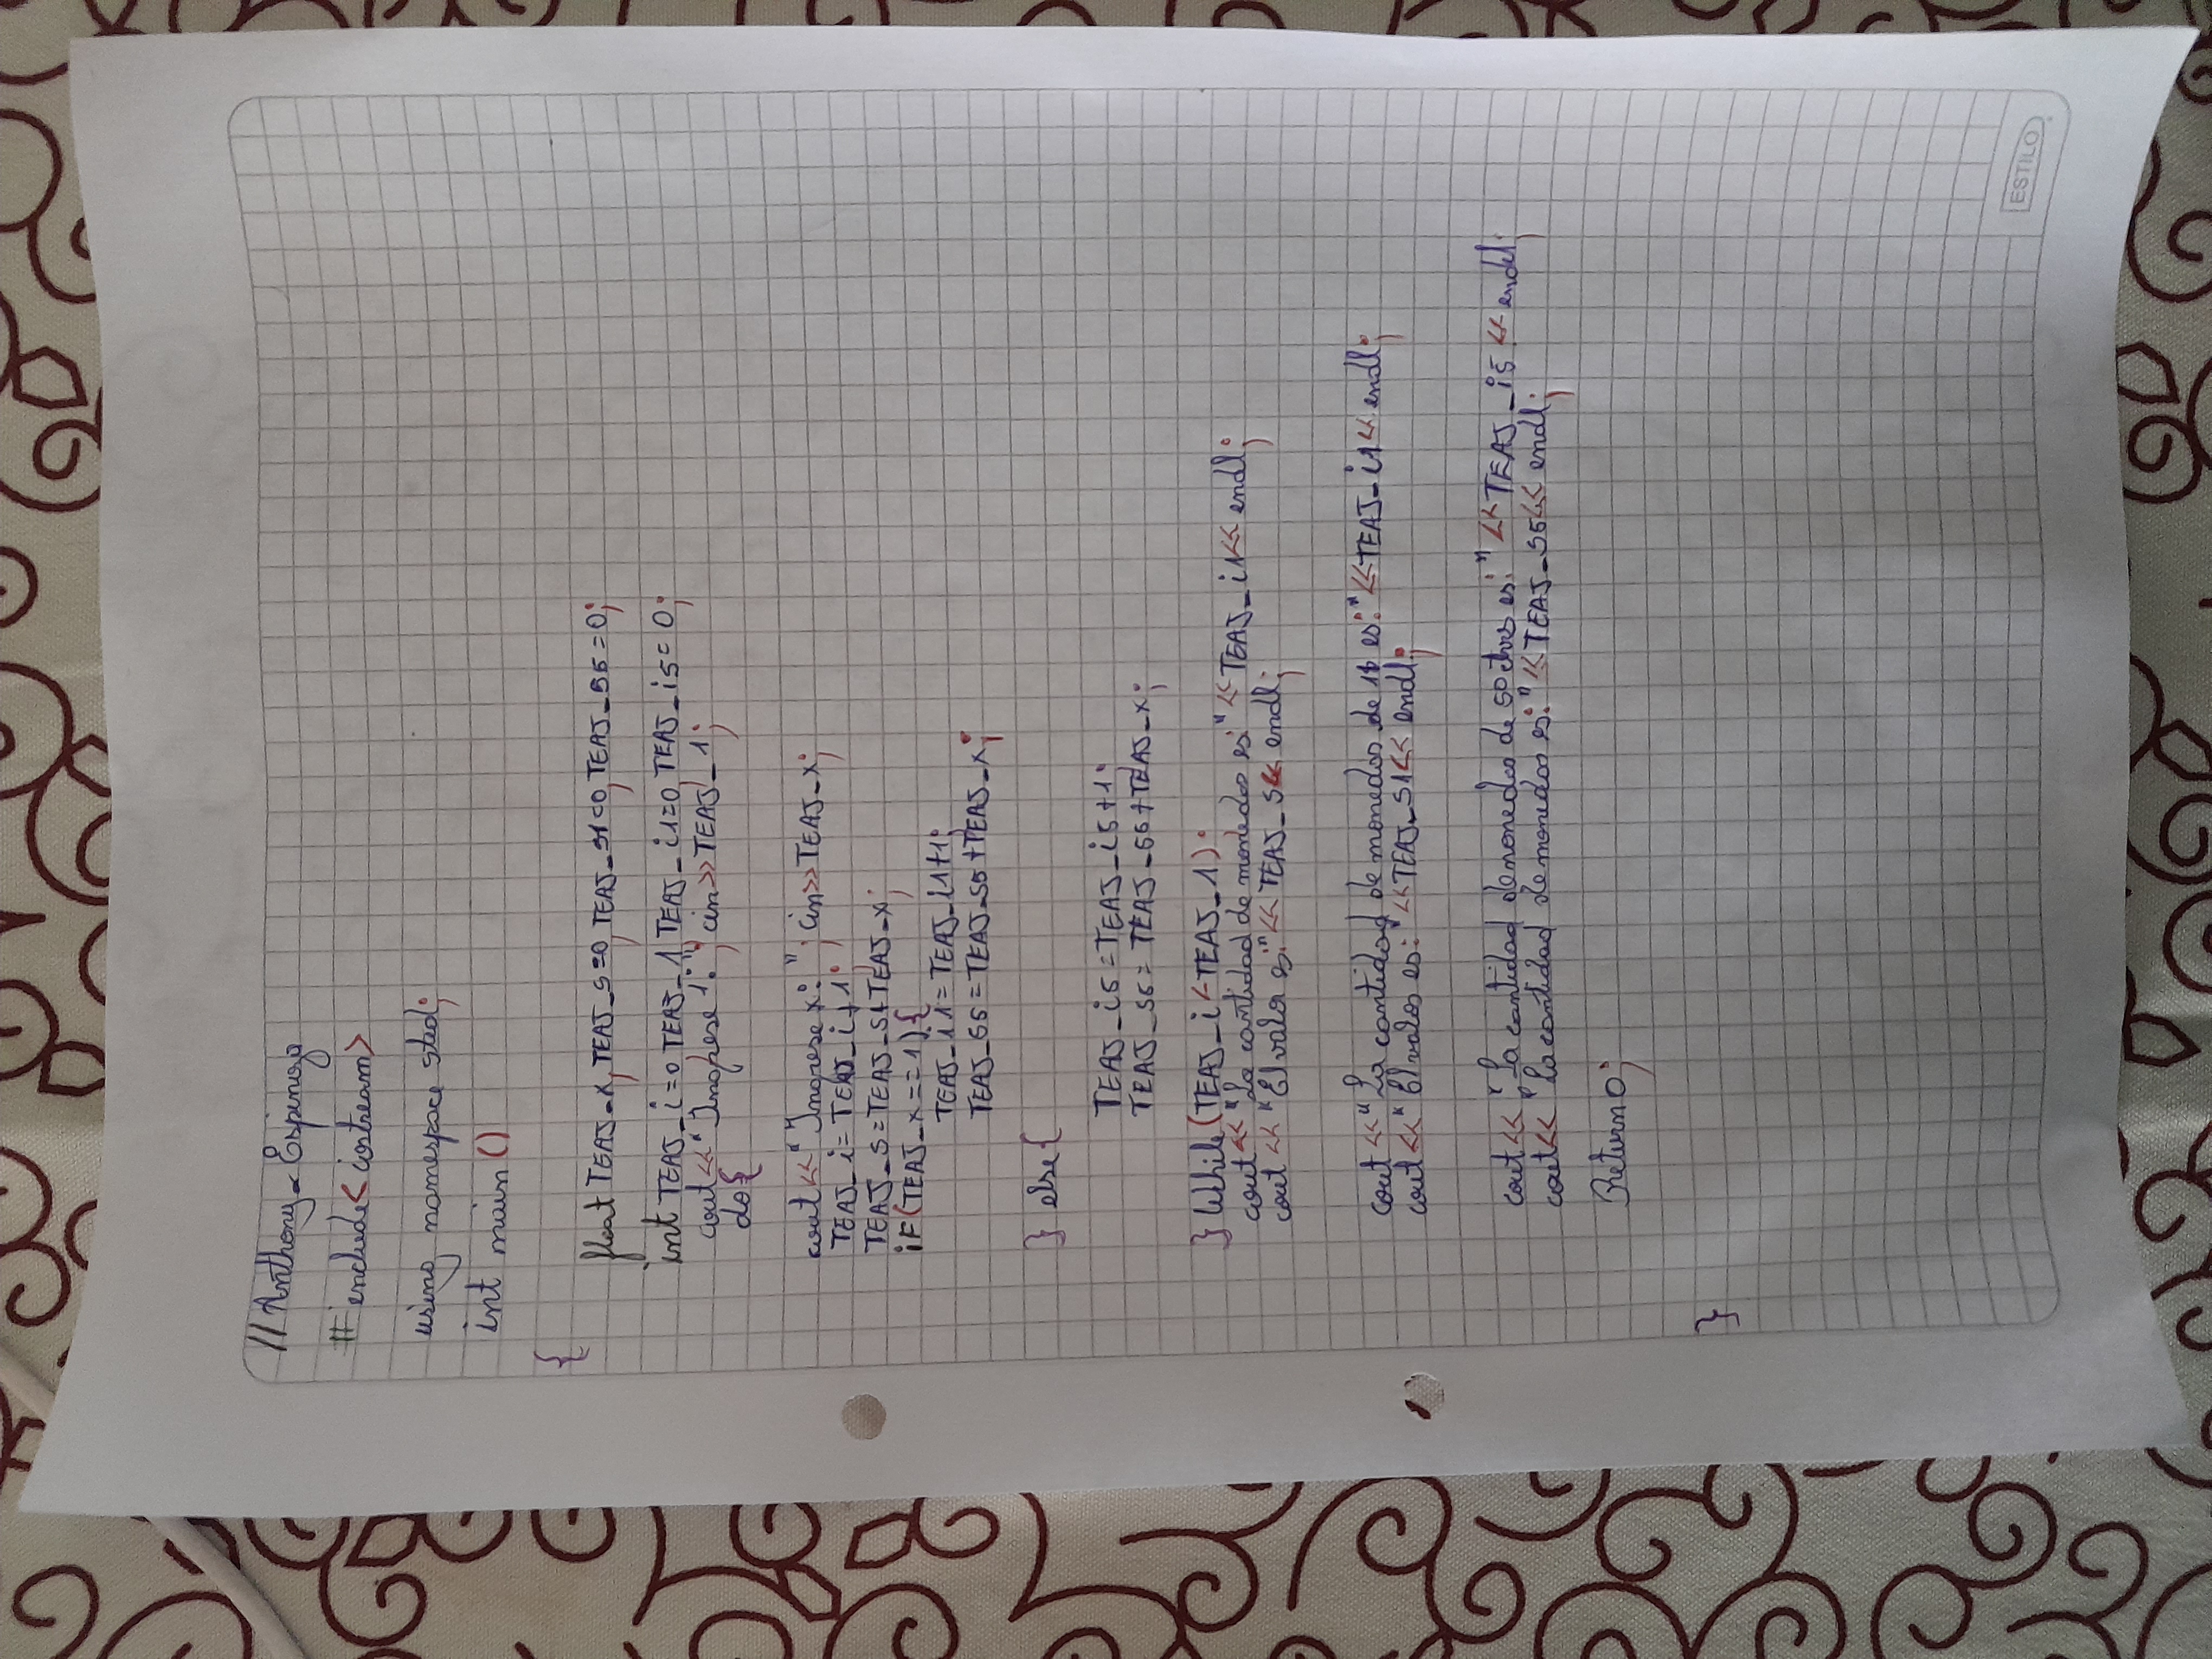 // Anthony_Espinoza
# include< iostream>
using namespace std;
int main ()
{
float TEAJ_x, TEAJ_s=0, TEAJ_s1=0, TEAJ_s5=0;
int TEAJ_i=0, TEAJ_1, TEAJ_i1=0, TEAJ_i5= 0;
cout<<"Ingrese 1:"; cin>>TEAJ_1;
do{
cout<<"Ingrese x: "; cin>>TEAJ_x;
TEAJ_i= TEAJ_i+1;
TEAJ_s=TEAJ_s+TEAJ_x;
iF(TEAJ_x==1){
TEAJ_i1=TEAJ_i1+1;
TEAJ_s5=TEAJ_s5+TEAJ_x;
} else{
TEAJ_i5=TEAJ_i5+1;
TEAJ_s5= TEAJ_s5+TEAJ_x;
} While(TEAJ_i<TEAJ_1);
cout<< "La cantidad de monedas es:" << TEAJ_i1<< endl;
cout << "El valor es:"<< TEAJ_s<< endl;
cout <<"La cantidad de monedas de 1$ es:"<<TEAJ_i1<< endl;
cout <<"El valos es: "<<TEAJ_s1<< endl;
cout<< "La cantidad de monedas de 50 ctvs es: " <<TEAJ_i5 << endl;
cout<< "La cantidad de monedas es: "<<TEAJ_s5<< endl;
Return 0;
}
ESTILO